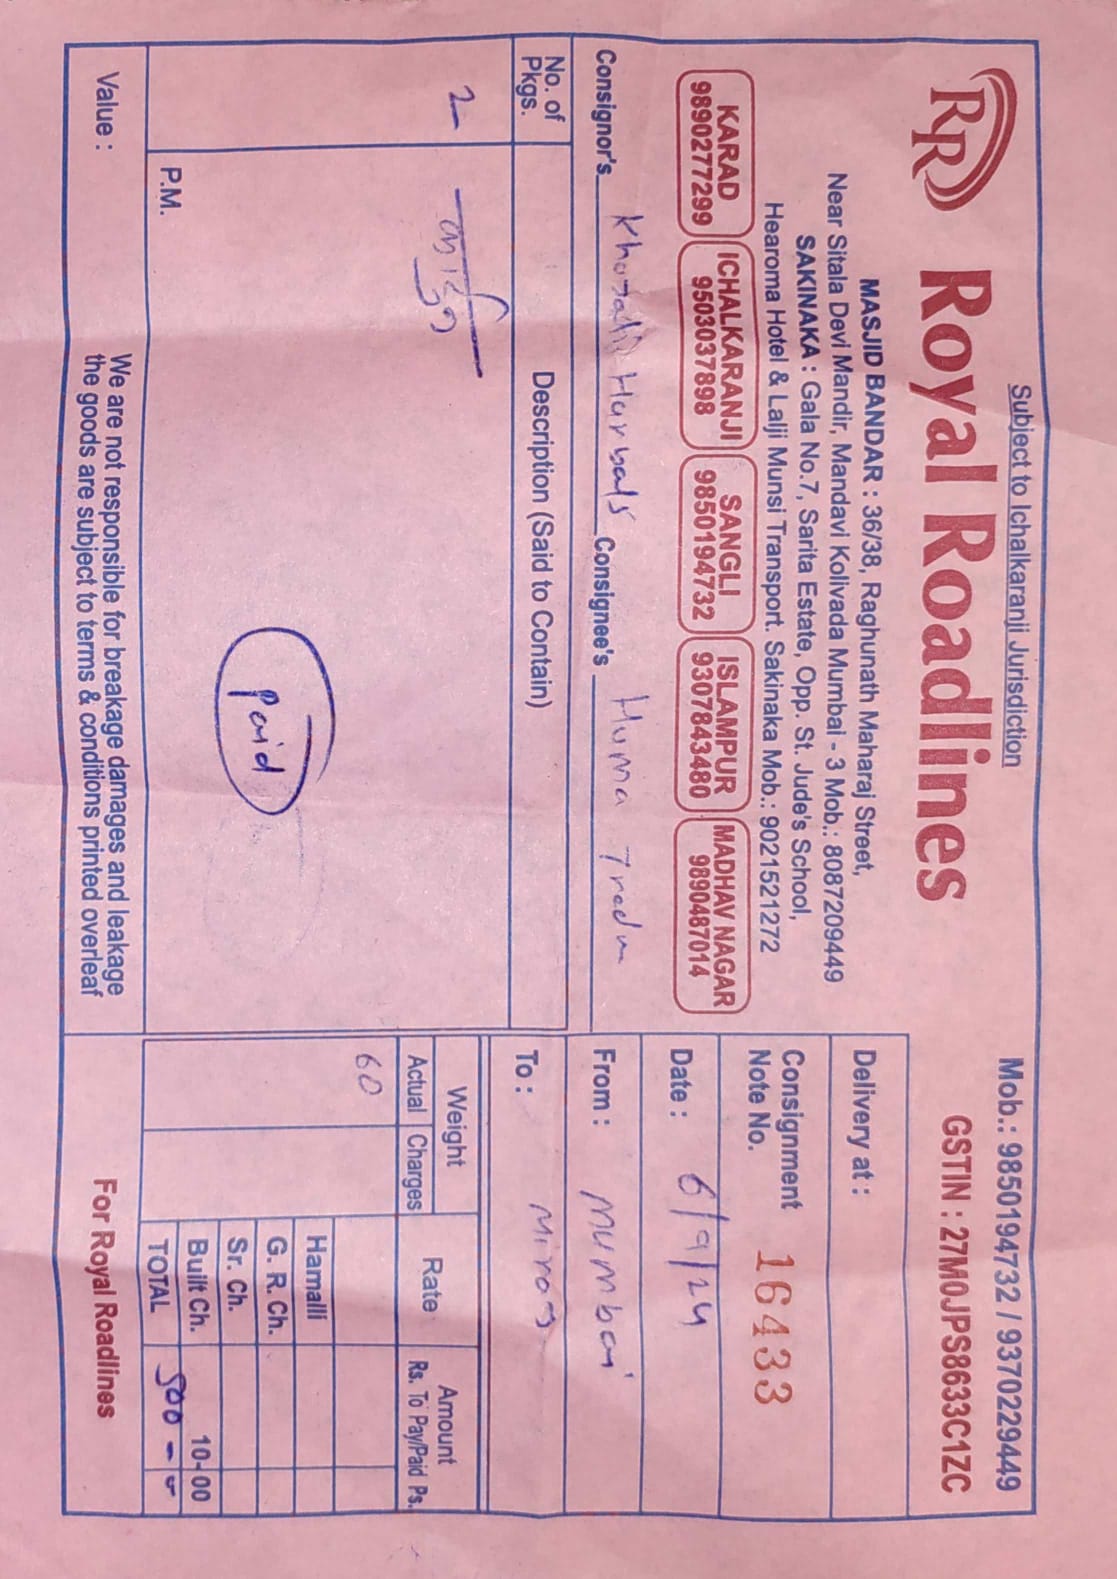 Subject to Ichalkaranji Jurisdiction
Mob.: 9850194732 / 9370229449
RR Royal Roadlines
GSTIN : 27M0JPS8633C1ZC
MASJID BANDAR : 36/38, Raghunath Maharaj Street,
Near Sitala Devi Mandir, Mandavi Kolivada Mumbai - 3 Mob.: 8087209449
SAKINAKA : Gala No.7, Sarita Estate, Opp. St. Jude's School,
Hearoma Hotel & Lalji Munsi Transport. Sakinaka Mob.: 9021521272
KARAD
9890277299
ICHALKARANJI
9503037898
SANGLI
9850194732
ISLAMPUR
9307843480
MADHAV NAGAR
9890487014
Delivery at :
Consignment
Note No. 16433
Date : 6/9/24
Consignor's Hurbals Consignee's Huma
From : Mumbai
To :
No. of
Pkgs.
Description (Said to Contain)
Weight
Actual Charges
Rate
Amount
Rs. To Pay/Paid Ps.
2
60
Paid
Hamalli
G. R. Ch.
Sr. Ch.
Built Ch. 10-00
P.M.
TOTAL 500
Value :
We are not responsible for breakage damages and leakage
the goods are subject to terms & conditions printed overleaf
For Royal Roadlines